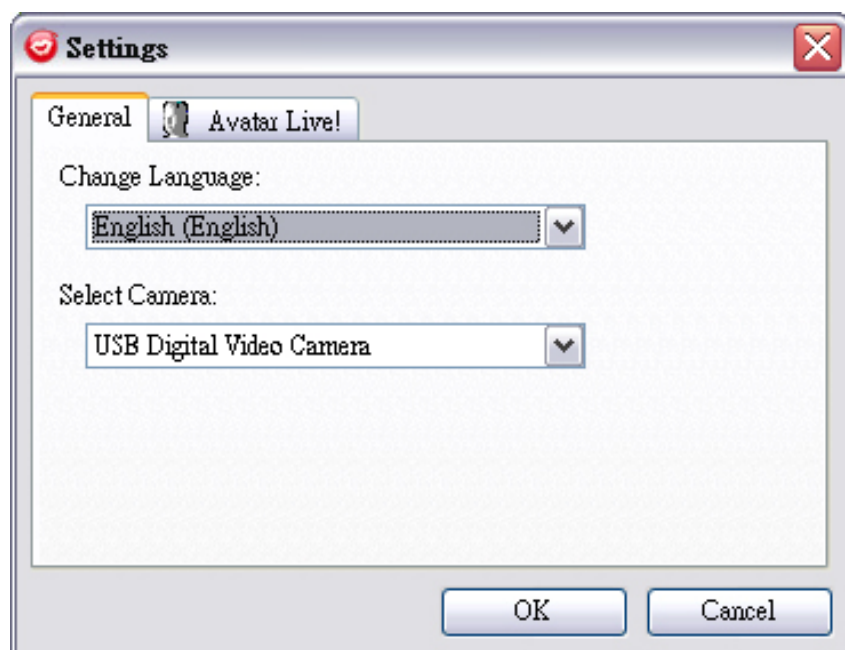 Settings
General
Avatar Live!
Change Language:
English (English)
Select Camera:
USB Digital Video Camera
OK
Cancel